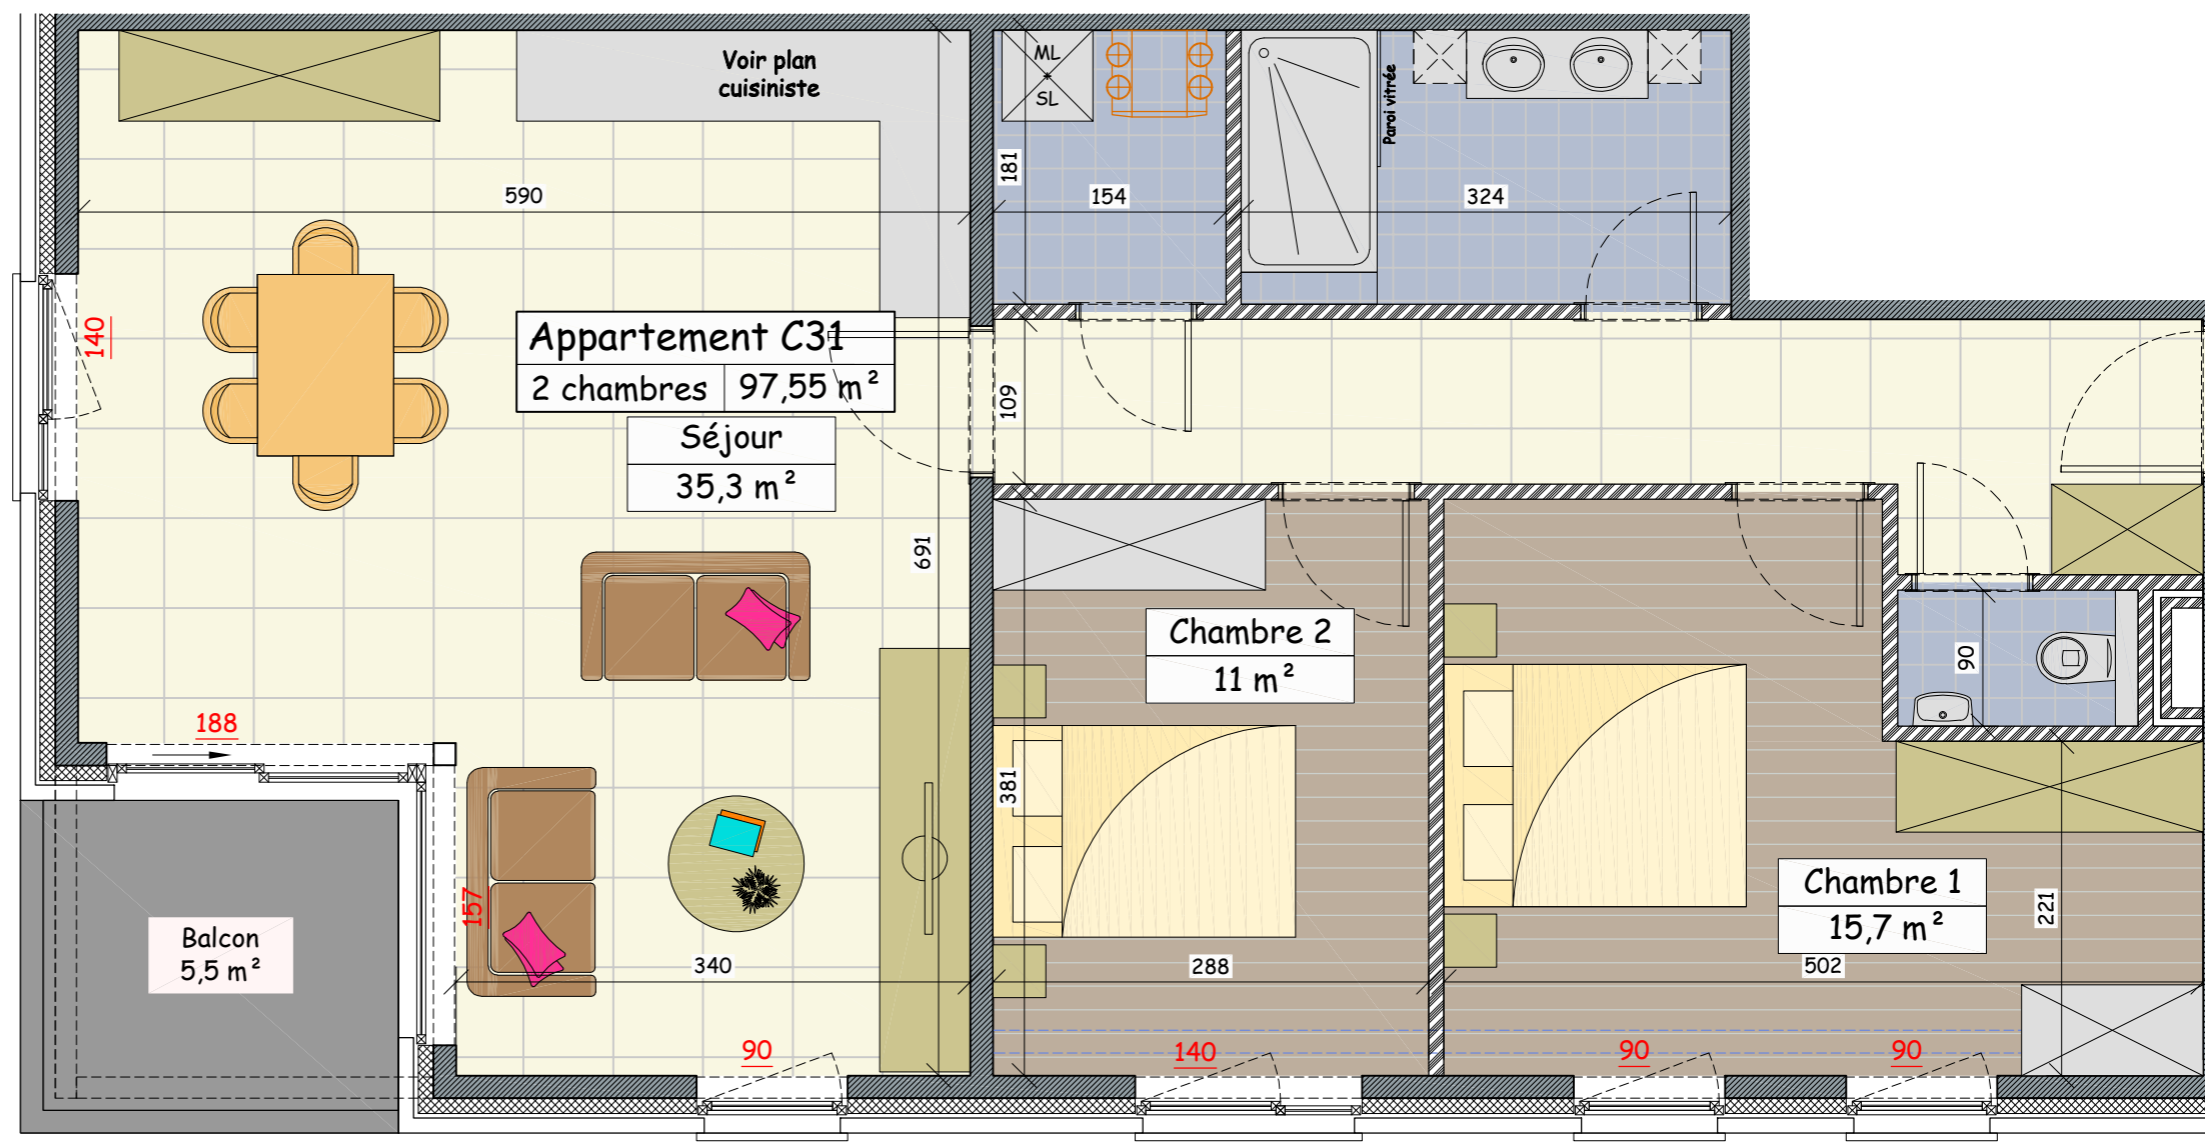 Voir plan
cuisiniste
ML
SL
Paroi vitrée
181
590
154
324
140
Appartement C31
2 chambres
97,55 m²
109
Séjour
35,3 m²
691
Chambre 2
11 m²
90
188
381
Chambre 1
15,7 m²
221
157
Balcon
5,5 m²
340
288
502
90
140
90
90